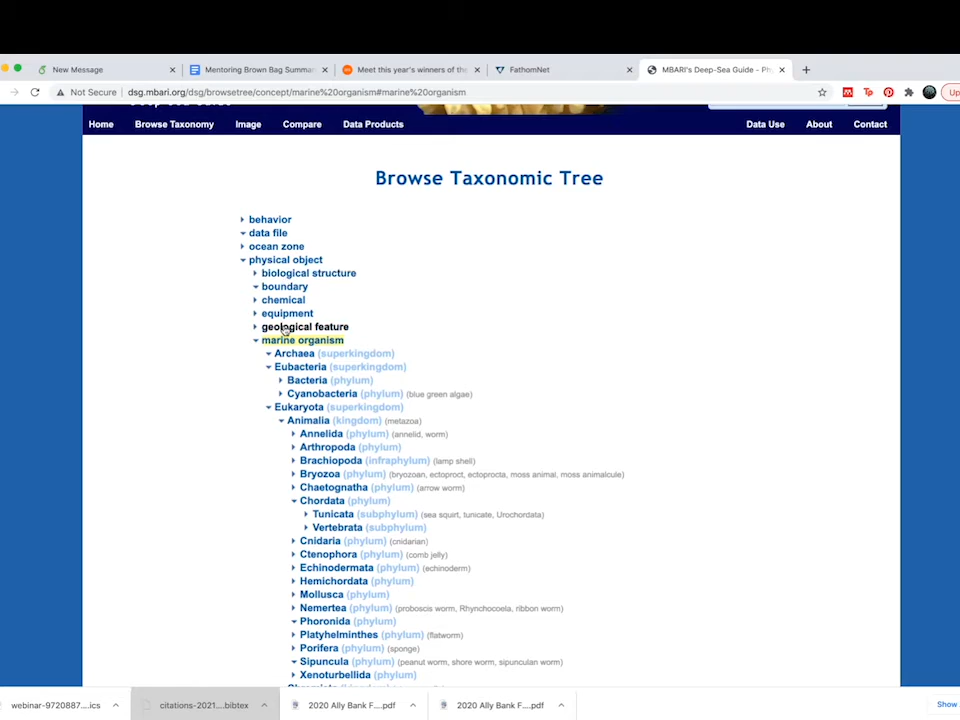 New Message
Mentoring Brown Bag Summar
Meet this year's winners of the
FathomNet
MBARI's Deep-Sea Guide - Ph
Not Secure
dsg.mbari.org/dsg/browsetree/concept/marine%20organism#marine%20organism
Up
Home Browse Taxonomy Image Compare Data Products Data Use About Contact
Browse Taxonomic Tree
behavior
data file
ocean zone
physical object
biological structure
boundary
chemical
equipment
geological feature
marine organism
Archaea (superkingdom)
Eubacteria (superkingdom)
Bacteria (phylum)
Cyanobacteria (phylum) (blue green algae)
Eukaryota (superkingdom)
Animalia (kingdom) (metazoa)
Annelida (phylum) (annelid, worm)
Arthropoda (phylum)
Brachiopoda (infraphylum) (lamp shell)
Bryozoa (phylum) (bryozoan, ectoproct, ectoprocta, moss animal, moss animalcule)
Chaetognatha (phylum) (arrow worm)
Chordata (phylum)
Tunicata (subphylum) (sea squirt, tunicate, Urochordata)
Vertebrata (subphylum)
Cnidaria (phylum) (cnidarian)
Ctenophora (phylum) (comb jelly)
Echinodermata (phylum) (echinoderm)
Hemichordata (phylum)
Mollusca (phylum)
Nemertea (phylum) (proboscis worm, Rhynchocoela, ribbon worm)
Phoronida (phylum)
Platyhelminthes (phylum) (flatworm)
Porifera (phylum) (sponge)
Sipuncula (phylum) (peanut worm, shore worm, sipunculan worm)
Xenoturbellida (phylum)
webinar-9720887....ics
citations-2021....bibtex
2020 Ally Bank F....pdf
2020 Ally Bank F....pdf
Show